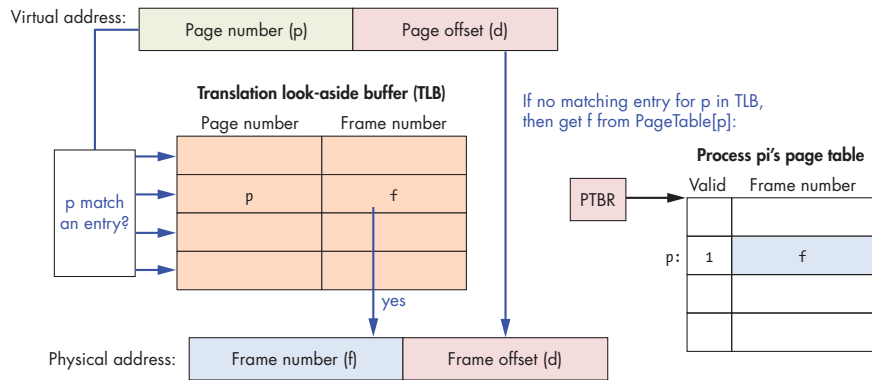 Virtual address:
Page number (p)
Page offset (d)
Translation look-aside buffer (TLB)
Page number
Frame number
p match
an entry?
p
f
yes
If no matching entry for p in TLB,
then get f from PageTable[p]:
Process pi’s page table
Valid
Frame number
PTBR
p:
1
f
Physical address:
Frame number (f)
Frame offset (d)